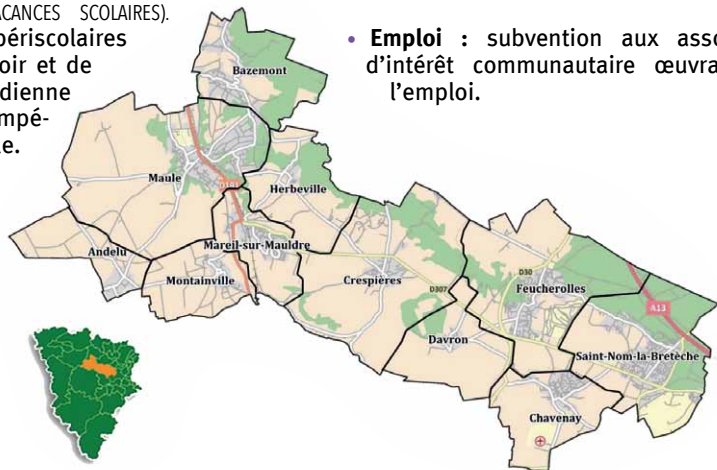 ACANCES SCOLAIRES).
périscolaires
oir et de
dienne
mpé-
e.
• Emploi : subvention aux asso
d'intérêt communautaire œuvra
l'emploi.
Bazemont
Maule
Herbeville
Andelu
Mareil-sur-Mauldre
Montainville
Crespières
D307
D30
Feucherolles
A13
Davron
Saint-Nom-la-Bretèche
Chavenay